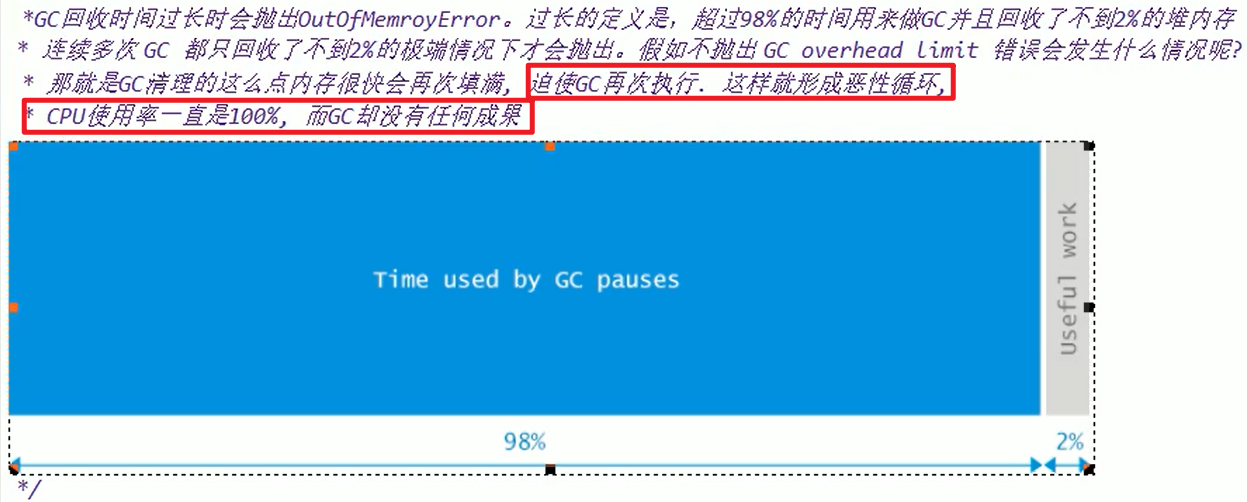 *GC回收时间过长时会抛出OutOfMemroyError。过长的定义是，超过98%的时间用来做GC并且回收了不到2%的堆内存
* 连续多次 GC 都只回收了不到2%的极端情况下才会抛出。假如不抛出 GC overhead limit 错误会发生什么情况呢?
* 那就是GC清理的这么点内存很快会再次填满, 迫使GC再次执行. 这样就形成恶性循环,
* CPU使用率一直是100%, 而GC却没有任何成果
Time used by GC pauses
Useful work
98%
2%
*/